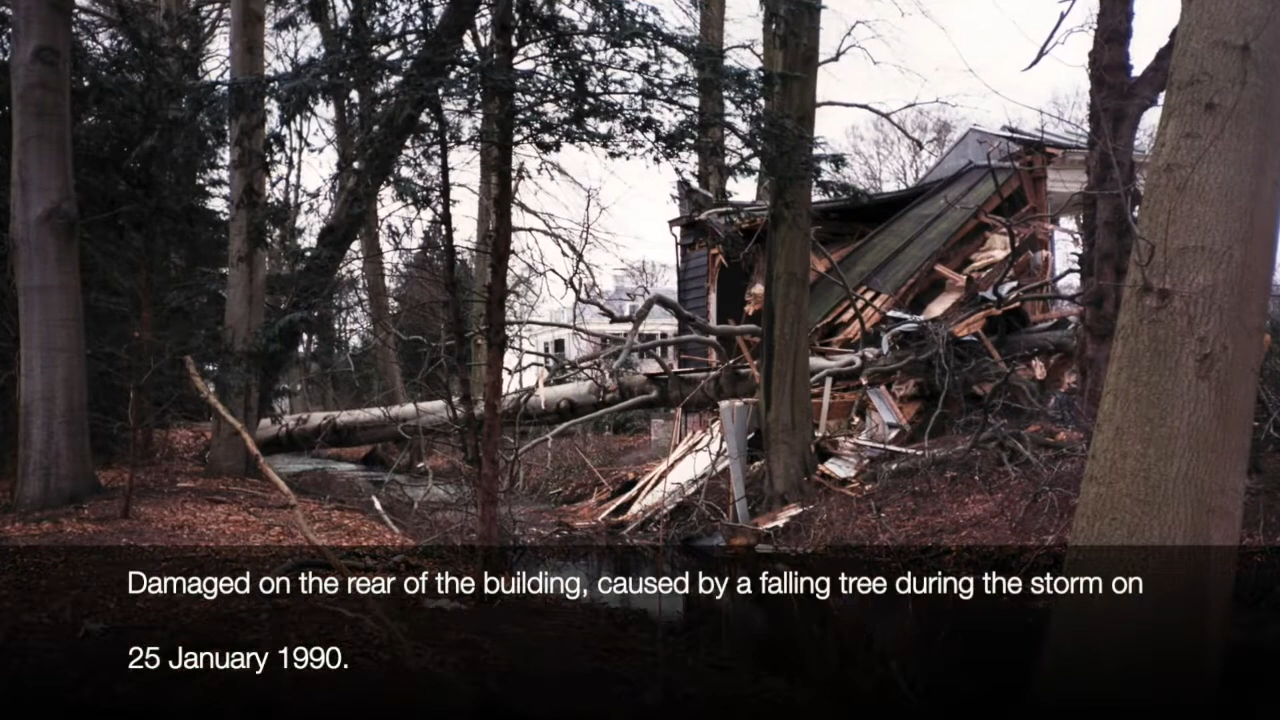 Damaged on the rear of the building, caused by a falling tree during the storm on
25 January 1990.